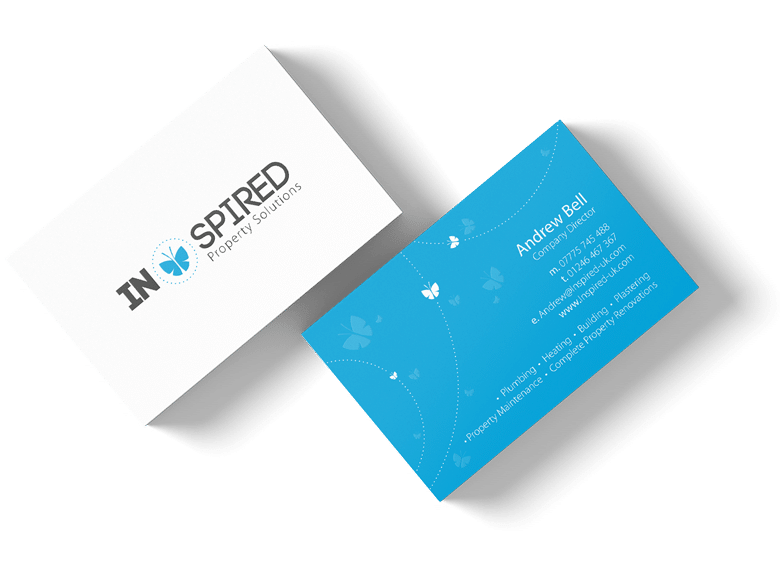 IN SPIRED
Property Solutions
Andrew Bell
Company Director
m. 07775 745 488
t. 01246 467 367
e. Andrew@inspired-uk.com
www.inspired-uk.com
• Plumbing • Heating • Building • Plastering
• Property Maintenance • Complete Property Renovations